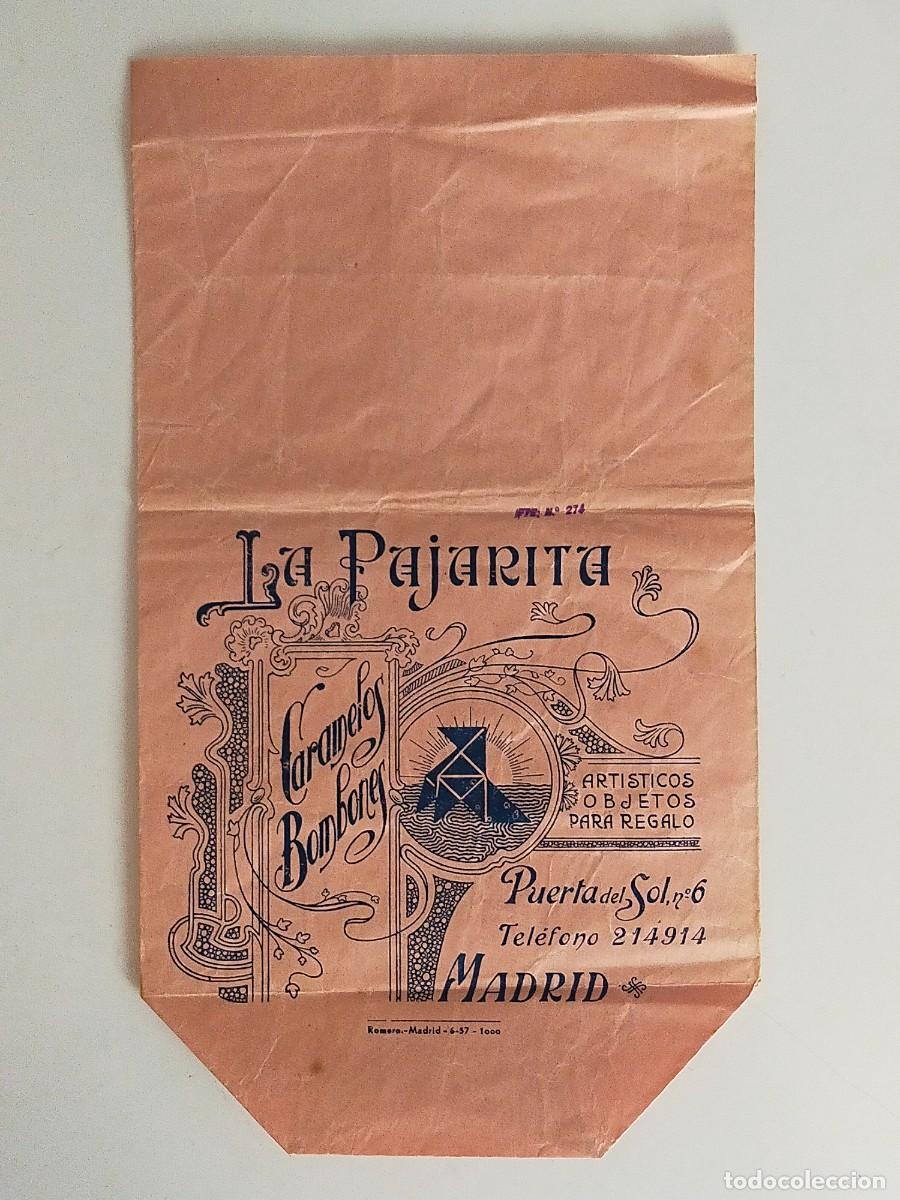 Nº 274
La Pajarita
Caramelos
Bombones
ARTISTICOS
OBJETOS
PARA REGALO
Puerta del Sol, nº 6
Teléfono 214914
MADRID
Romero.-Madrid - 6-57 - 1000
todocoleccion